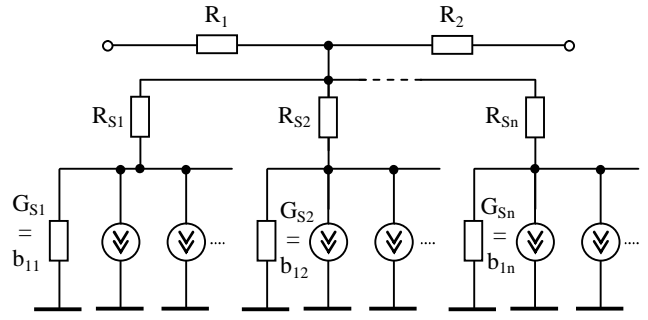 R1 R2
RS1 RS2 RSn
GS1 = b11 .... GS2 = b12 .... GSn = b1n ....